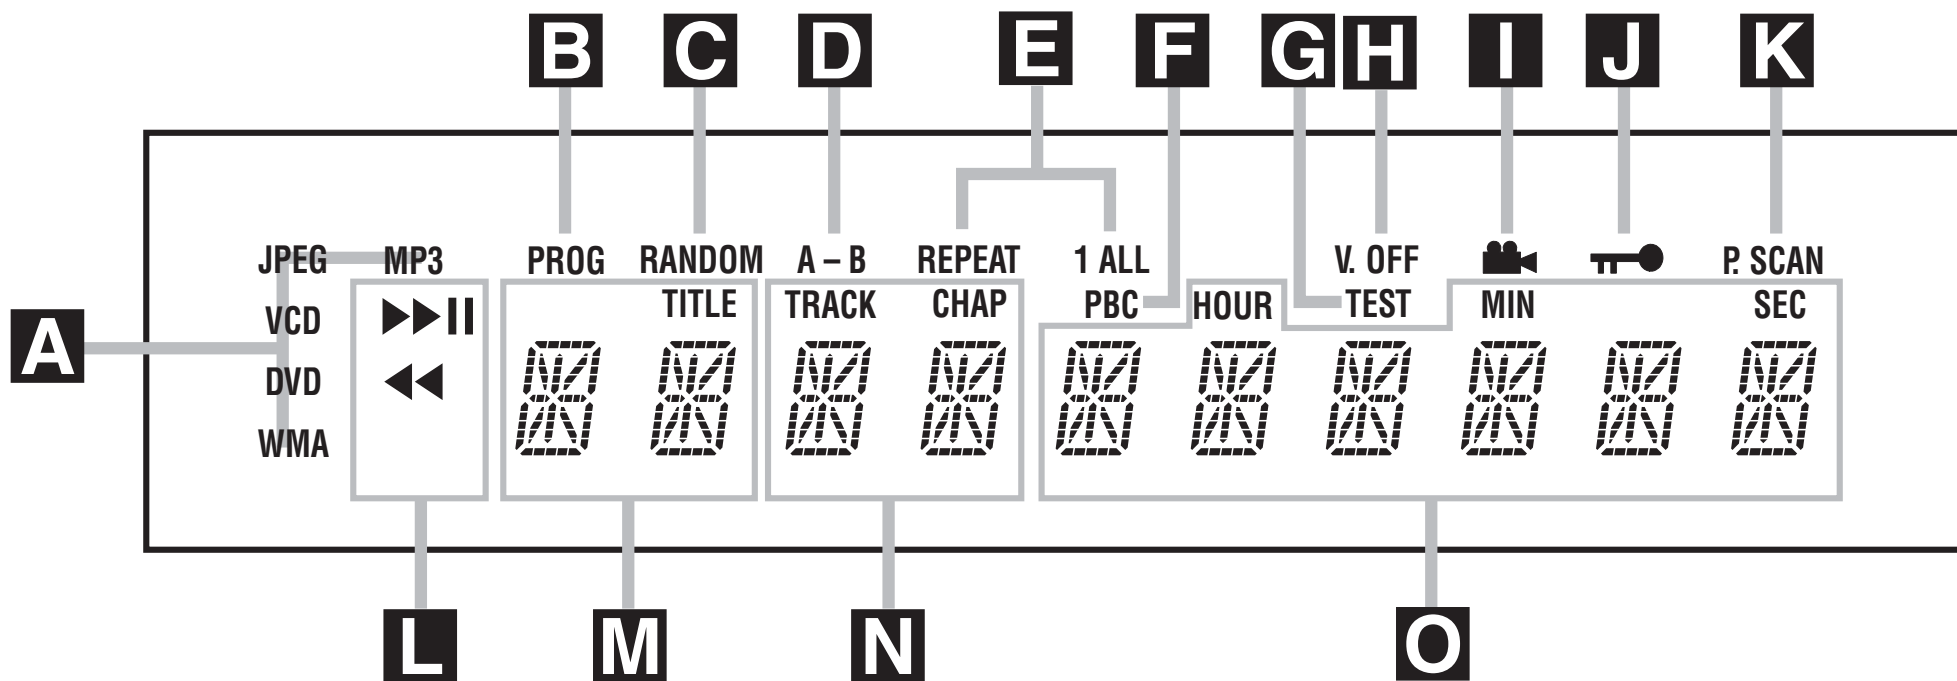 B C D E F G H I J K
JPEG MP3 PROG RANDOM A – B REPEAT 1 ALL V. OFF P. SCAN
TITLE TRACK CHAP PBC HOUR TEST MIN SEC
VCD
A
DVD
WMA
L M N O